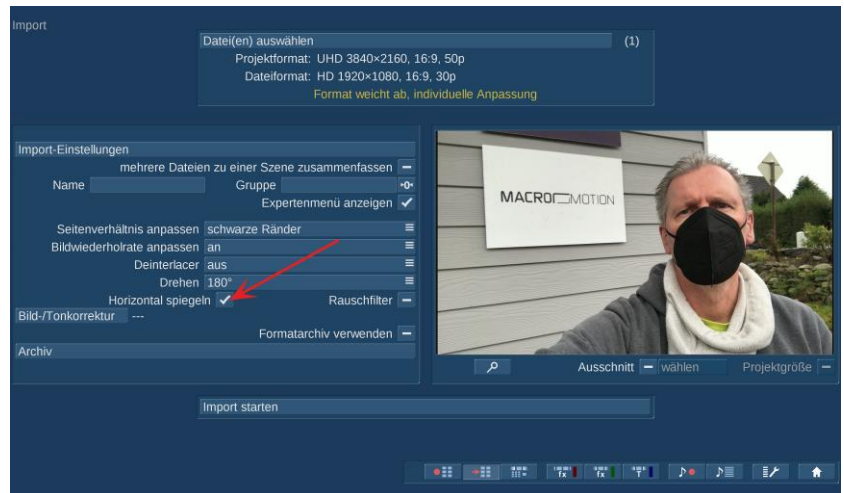 Import
Datei(en) auswählen (1)
Projektformat: UHD 3840×2160, 16:9, 50p
Dateiformat: HD 1920×1080, 16:9, 30p
Format weicht ab, individuelle Anpassung
Import-Einstellungen
mehrere Dateien zu einer Szene zusammenfassen
Name Gruppe
Expertenmenü anzeigen
Seitenverhältnis anpassen schwarze Ränder
Bildwiederholrate anpassen an
Deinterlacer aus
Drehen 180°
Horizontal spiegeln Rauschfilter
Bild-/Tonkorrektur ---
Formatarchiv verwenden
Archiv
MACROMOTION
Ausschnitt wählen Projektgröße
Import starten
fx fx T